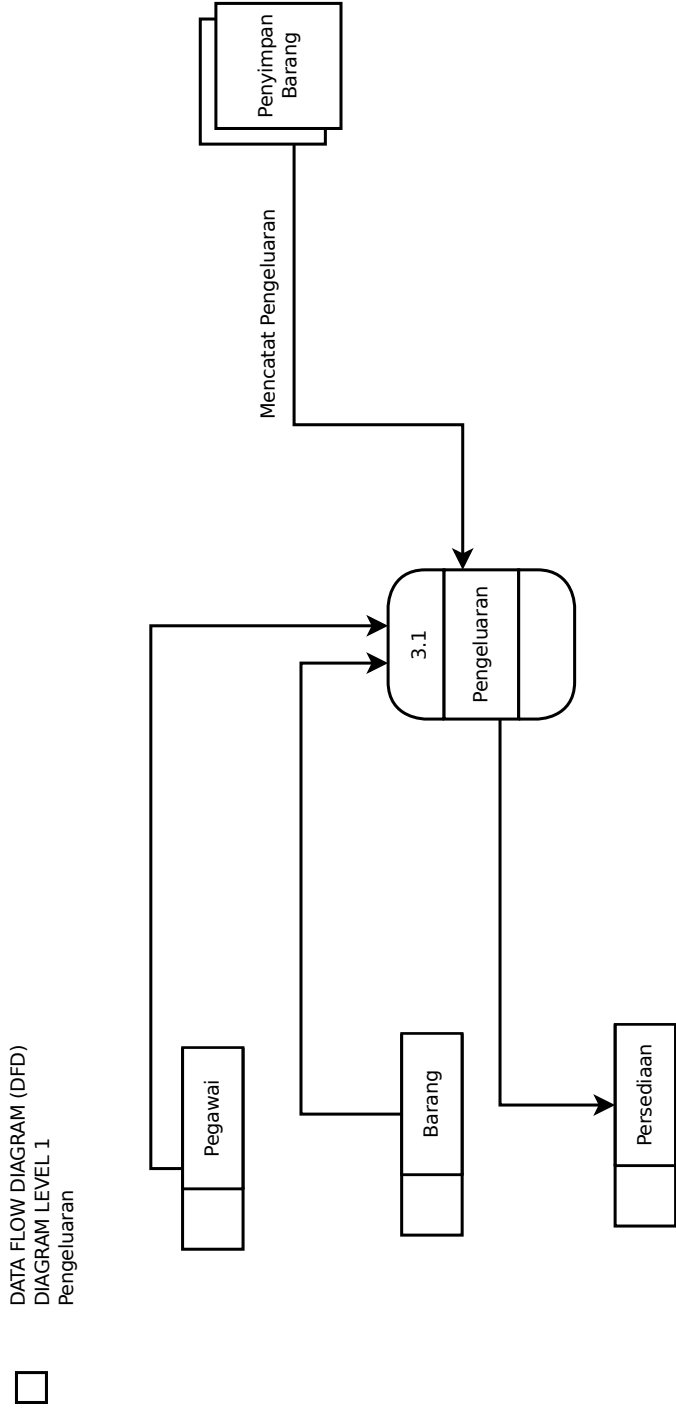 DATA FLOW DIAGRAM (DFD)
DIAGRAM LEVEL 1
Pengeluaran
Pegawai
Barang
Persediaan
3.1
Pengeluaran
Mencatat Pengeluaran
Penyimpan
Barang